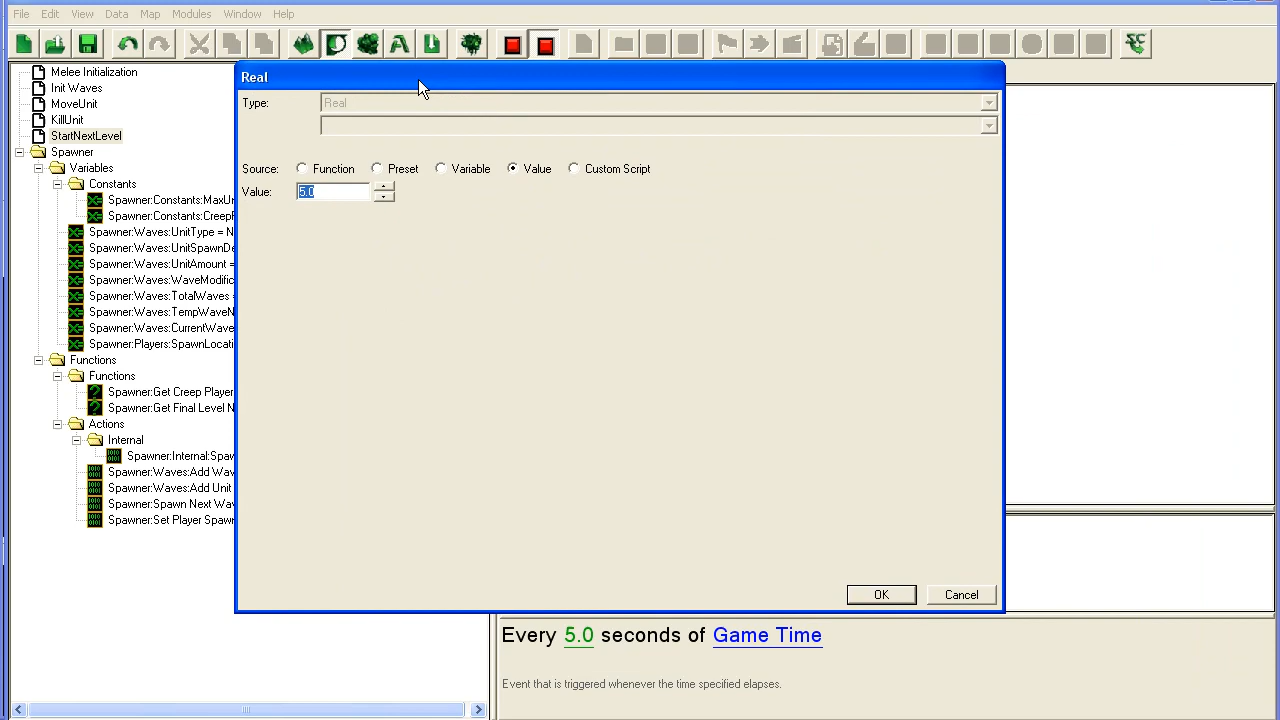 File Edit View Data Map Modules Window Help
Melee Initialization
Init Waves
MoveUnit
KillUnit
StartNextLevel
Spawner
Variables
Constants
Spawner:Constants:MaxUn
Spawner:Constants:CreepF
Spawner:Waves:UnitType = N
Spawner:Waves:UnitSpawnDe
Spawner:Waves:UnitAmount =
Spawner:Waves:WaveModific
Spawner:Waves:TotalWaves =
Spawner:Waves:TempWaveN
Spawner:Waves:CurrentWave
Spawner:Players:SpawnLocati
Functions
Functions
Spawner:Get Creep Player
Spawner:Get Final Level N
Actions
Internal
Spawner:Internal:Spaw
Spawner:Waves:Add Wav
Spawner:Waves:Add Unit
Spawner:Spawn Next Wav
Spawner:Set Player Spawn
Real
Type: Real
Source: Function Preset Variable Value Custom Script
Value: 5.0
OK Cancel
Every 5.0 seconds of Game Time
Event that is triggered whenever the time specified elapses.